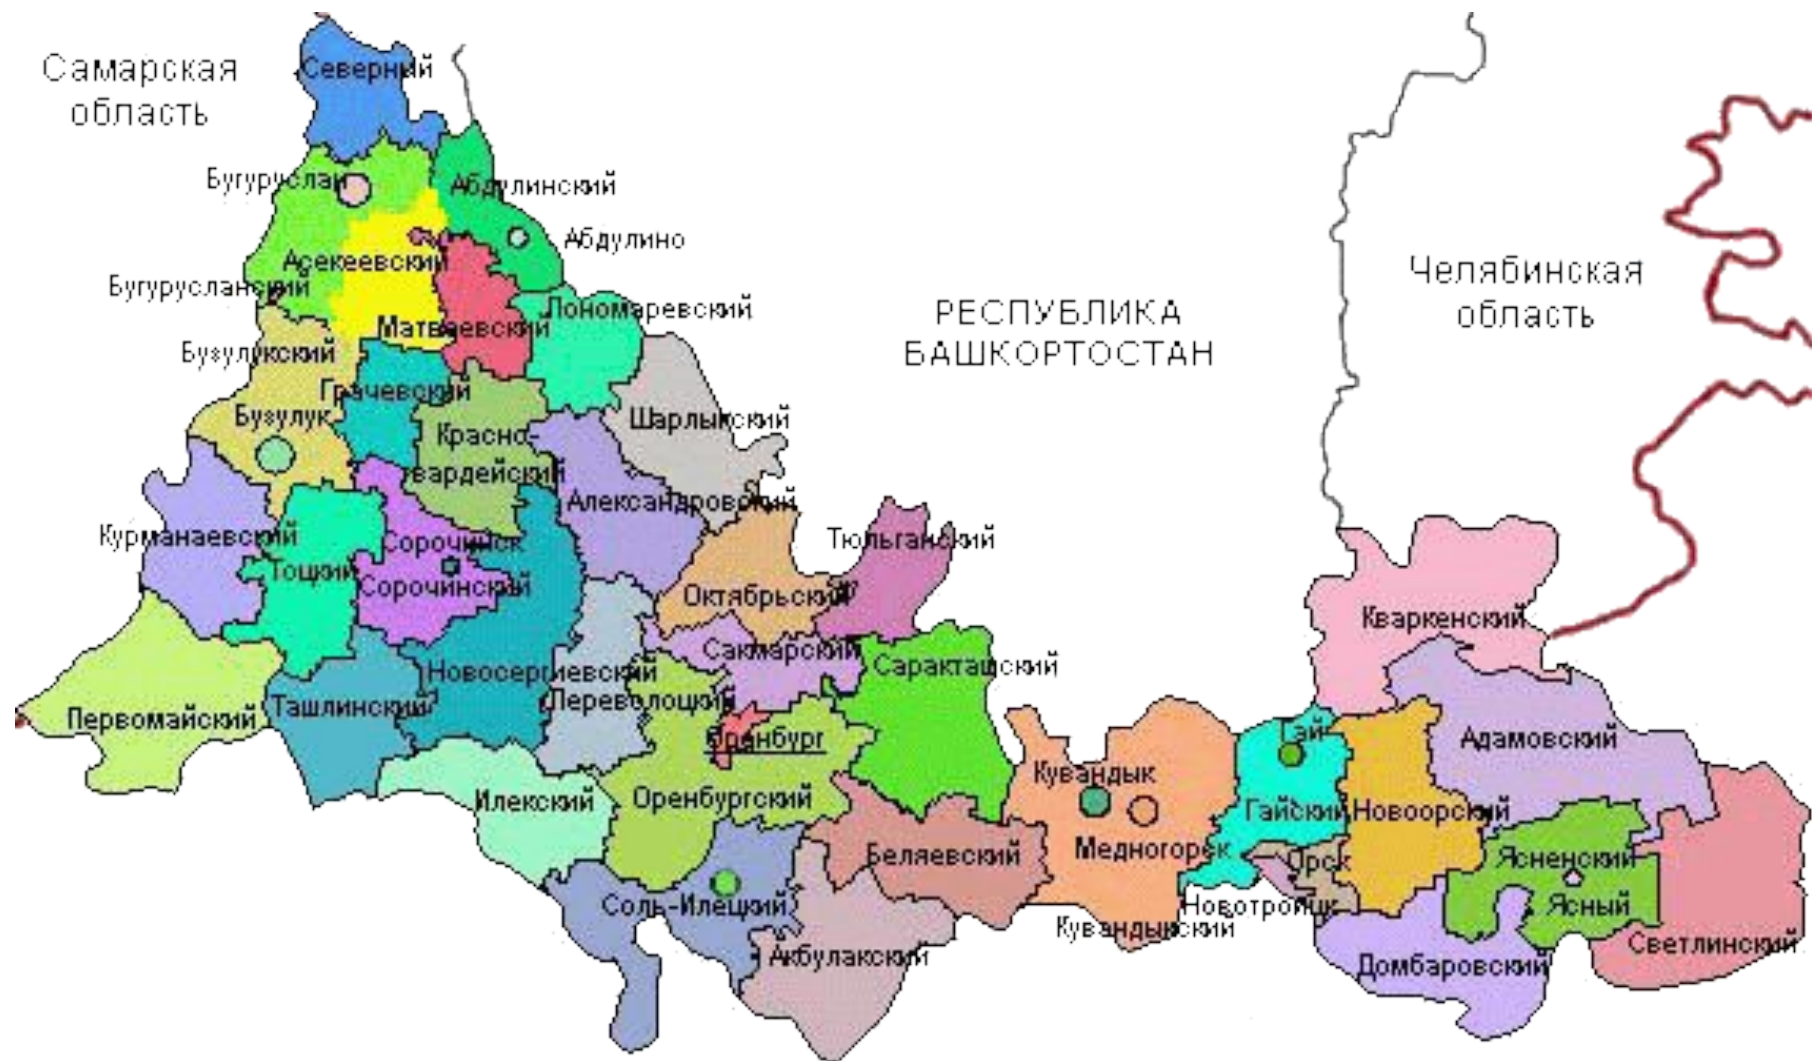 Самарская
область
Северный
Бугуруслан
Абдулинский
Абдулино
Асекеевский
Бугурусланский
Матваевский
Пономаревский
РЕСПУБЛИКА
БАШКОРТОСТАН
Челябинская
область
Бузулукский
Грачевский
Бузулук
Шарлыкский
Красно-
гвардейский
Александровский
Курманаевский
Сорочинск
Тюльганский
Тоцкий
Сорочинский
Октябрьский
Кваркенский
Сакмарский
Саракташский
Новосергиевский
Переволоцкий
Первомайский
Ташлинский
Оренбург
Гай
Адамовский
Кувандык
Илекский
Оренбургский
Гайский
Новоорский
Медногорск
Беляевский
Орск
Ясненский
Соль-Илецкий
Новотроицк
Ясный
Кувандыкский
Светлинский
Акбулакский
Домбаровский